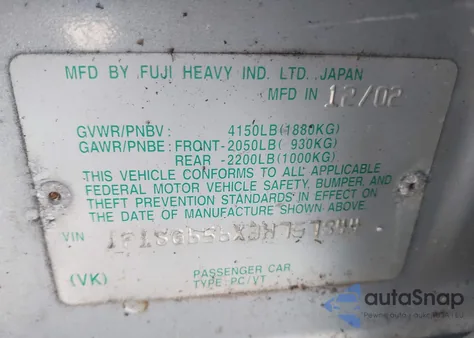 MFD BY FUJI HEAVY IND. LTD. JAPAN
MFD IN 12/02
GVWR/PNBV: 4150LB(1880KG)
GAWR/PNBE: FRONT-2050LB( 930KG)
REAR -2200LB(1000KG)
THIS VEHICLE CONFORMS TO ALL APPLICABLE
FEDERAL MOTOR VEHICLE SAFETY, BUMPER, AND
THEFT PREVENTION STANDARDS IN EFFECT ON
THE DATE OF MANUFACTURE SHOWN ABOVE.
VIN
(VK) PASSENGER CAR
TYPE: PC/VT
autoSnap